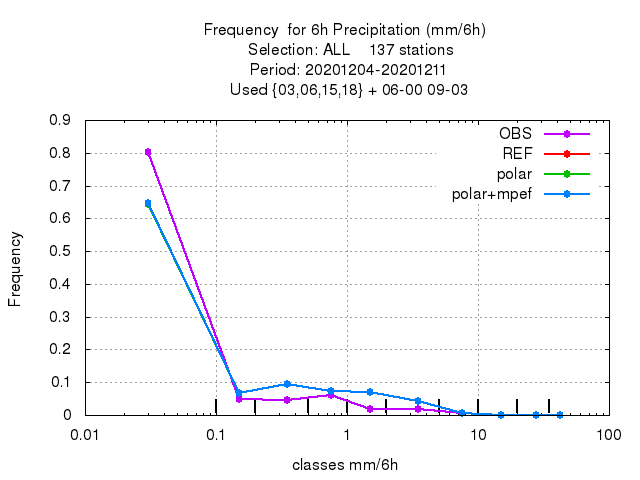 Frequency  for 6h Precipitation (mm/6h)
Selection: ALL    137 stations
Period: 20201204-20201211
Used {03,06,15,18} + 06-00 09-03
0.9
0.8
0.7
0.6
0.5
0.4
0.3
0.2
0.1
0
Frequency
OBS
REF
polar
polar+mpef
0.01 0.1 1 10 100
classes mm/6h